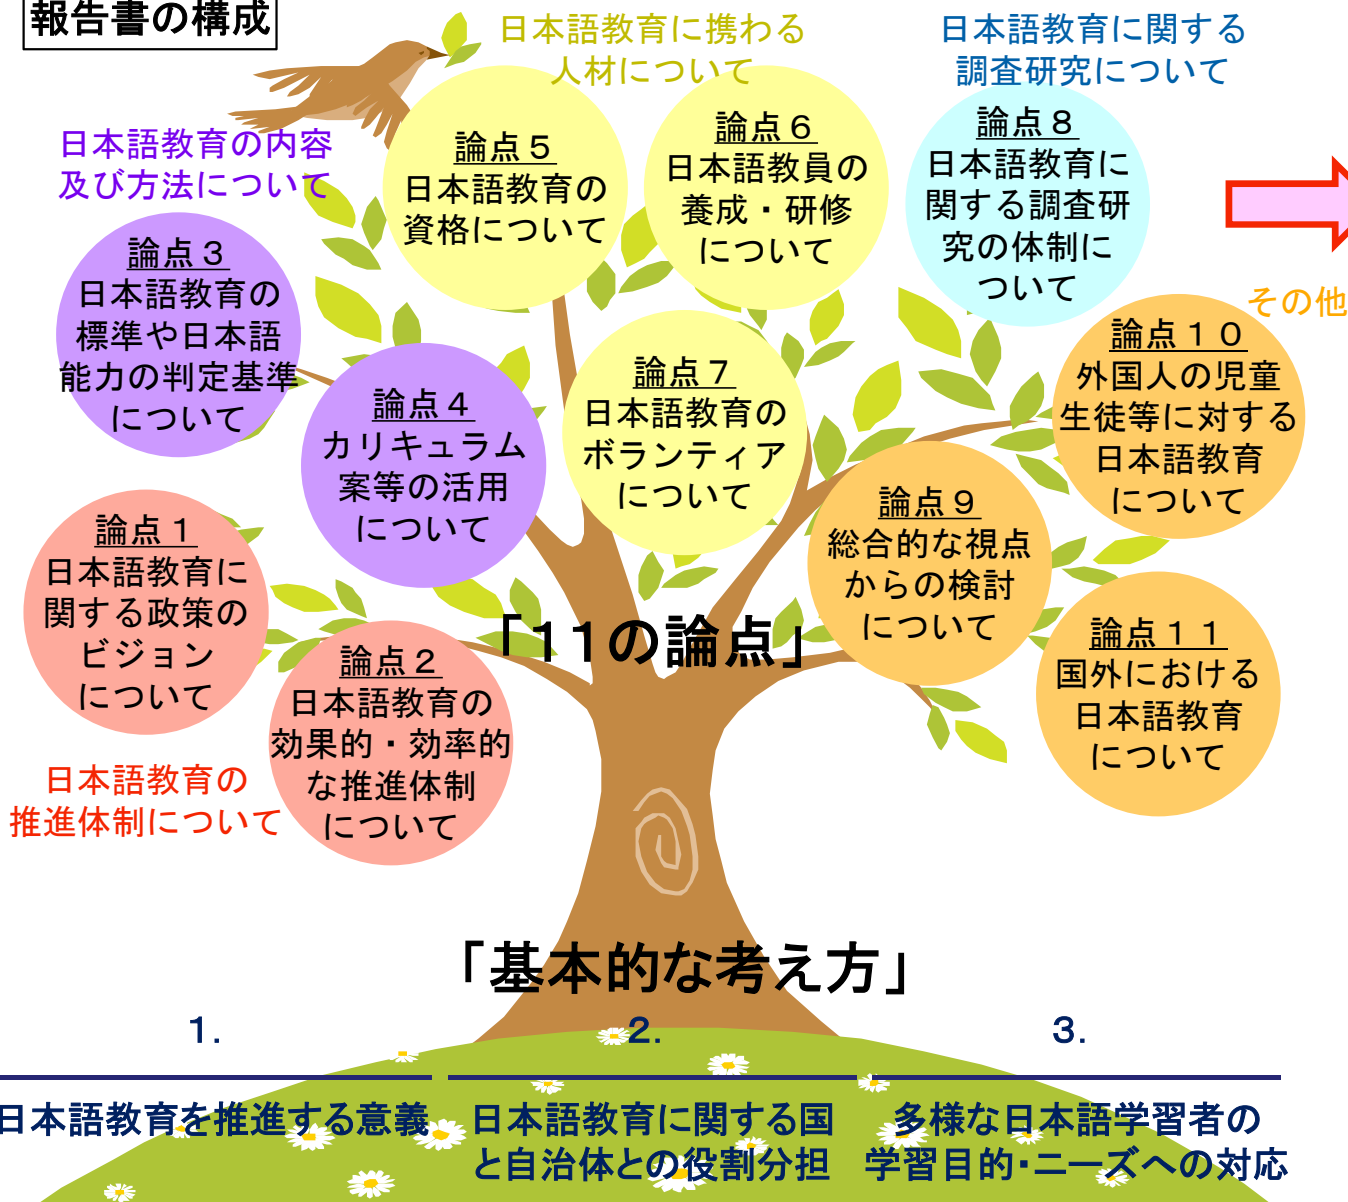 報告書の構成
日本語教育に携わる
人材について
日本語教育に関する
調査研究について
日本語教育の内容
及び方法について
論点５
日本語教育の
資格について
論点６
日本語教員の
養成・研修
について
論点８
日本語教育に
関する調査研
究の体制に
ついて
論点３
日本語教育の
標準や日本語
能力の判定基準
について
論点４
カリキュラム
案等の活用
について
論点７
日本語教育の
ボランティア
について
その他
論点１０
外国人の児童
生徒等に対する
日本語教育
について
論点９
総合的な視点
からの検討
について
論点１
日本語教育に
関する政策の
ビジョン
について
論点２
日本語教育の
効果的・効率的
な推進体制
について
「11の論点」
論点１１
国外における
日本語教育
について
日本語教育の
推進体制について
「基本的な考え方」
1.
日本語教育を推進する意義
2.
日本語教育に関する国
と自治体との役割分担
3.
多様な日本語学習者の
学習目的・ニーズへの対応